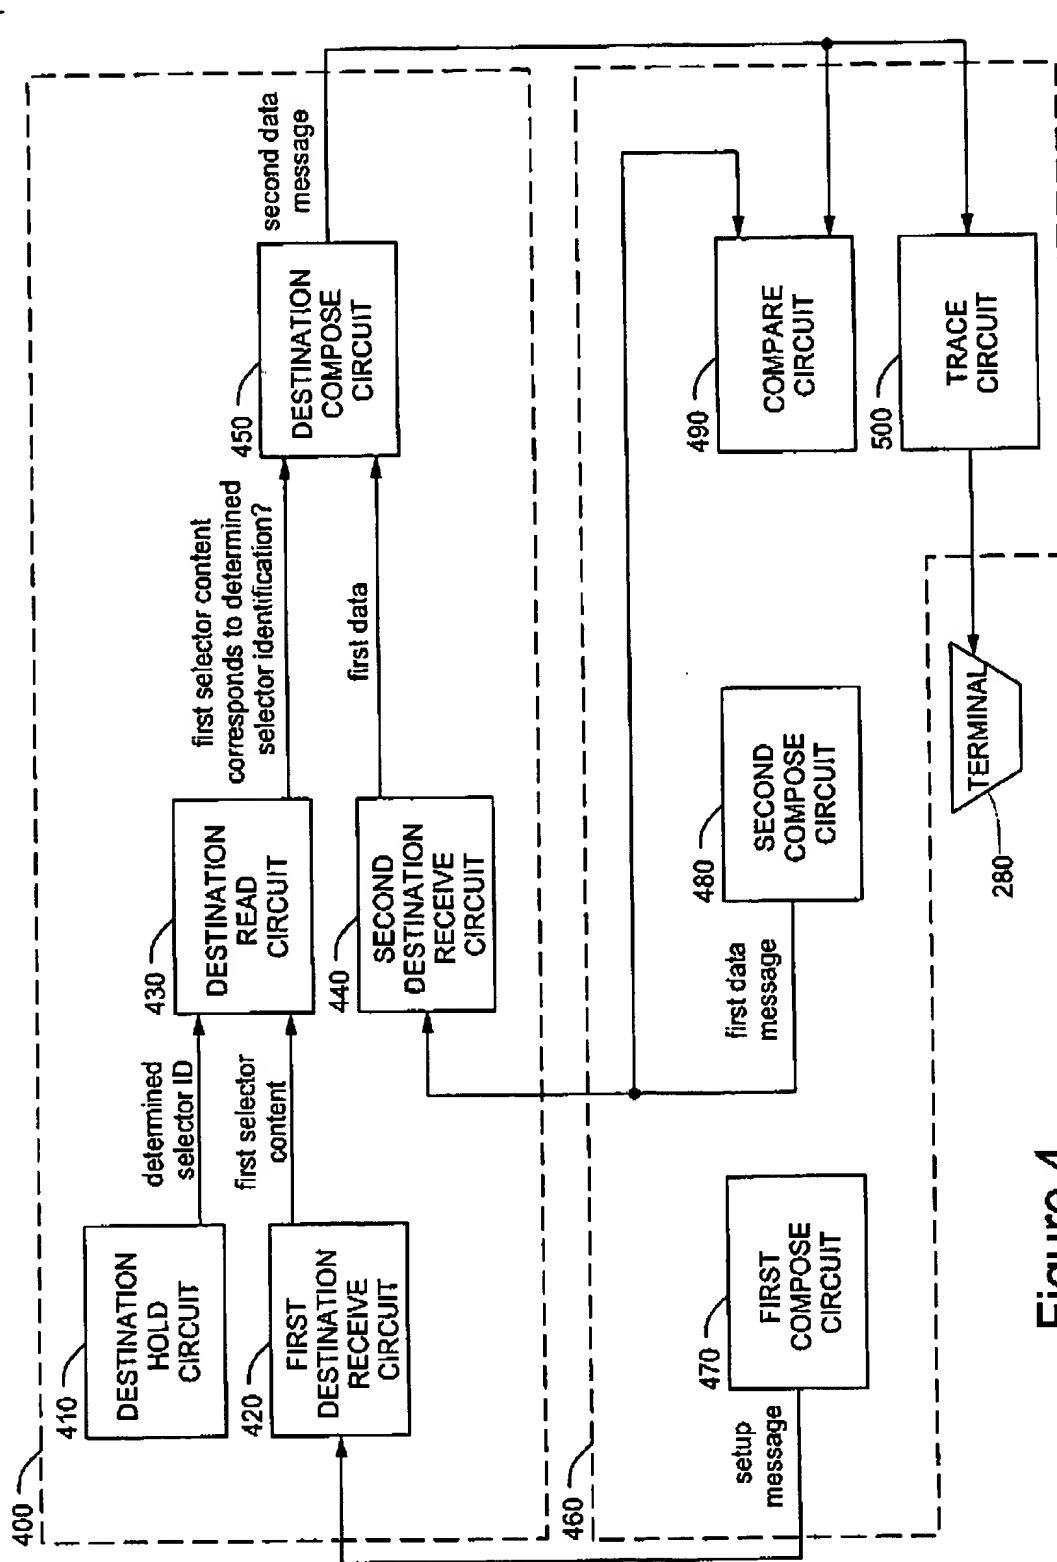 400
410
DESTINATION
HOLD
CIRCUIT
determined
selector ID
420
FIRST
DESTINATION
RECEIVE
CIRCUIT
first selector
content
430
DESTINATION
READ
CIRCUIT
first selector content
corresponds to determined
selector identification?
440
SECOND
DESTINATION
RECEIVE
CIRCUIT
first data
450
DESTINATION
COMPOSE
CIRCUIT
second data
message
460
setup
message
470
FIRST
COMPOSE
CIRCUIT
first data
message
480
SECOND
COMPOSE
CIRCUIT
490
COMPARE
CIRCUIT
500
TRACE
CIRCUIT
TERMINAL
280
Figure 4